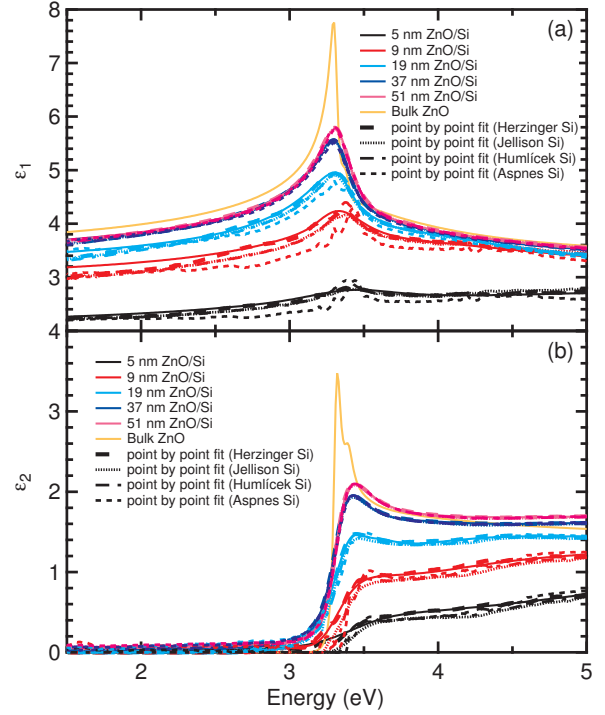 8
7
6
5
4
3
2
ε1
(a)
5 nm ZnO/Si
9 nm ZnO/Si
19 nm ZnO/Si
37 nm ZnO/Si
51 nm ZnO/Si
Bulk ZnO
point by point fit (Herzinger Si)
point by point fit (Jellison Si)
point by point fit (Humlícek Si)
point by point fit (Aspnes Si)
4
3
2
1
0
ε2
(b)
5 nm ZnO/Si
9 nm ZnO/Si
19 nm ZnO/Si
37 nm ZnO/Si
51 nm ZnO/Si
Bulk ZnO
point by point fit (Herzinger Si)
point by point fit (Jellison Si)
point by point fit (Humlícek Si)
point by point fit (Aspnes Si)
2 3 4 5
Energy (eV)